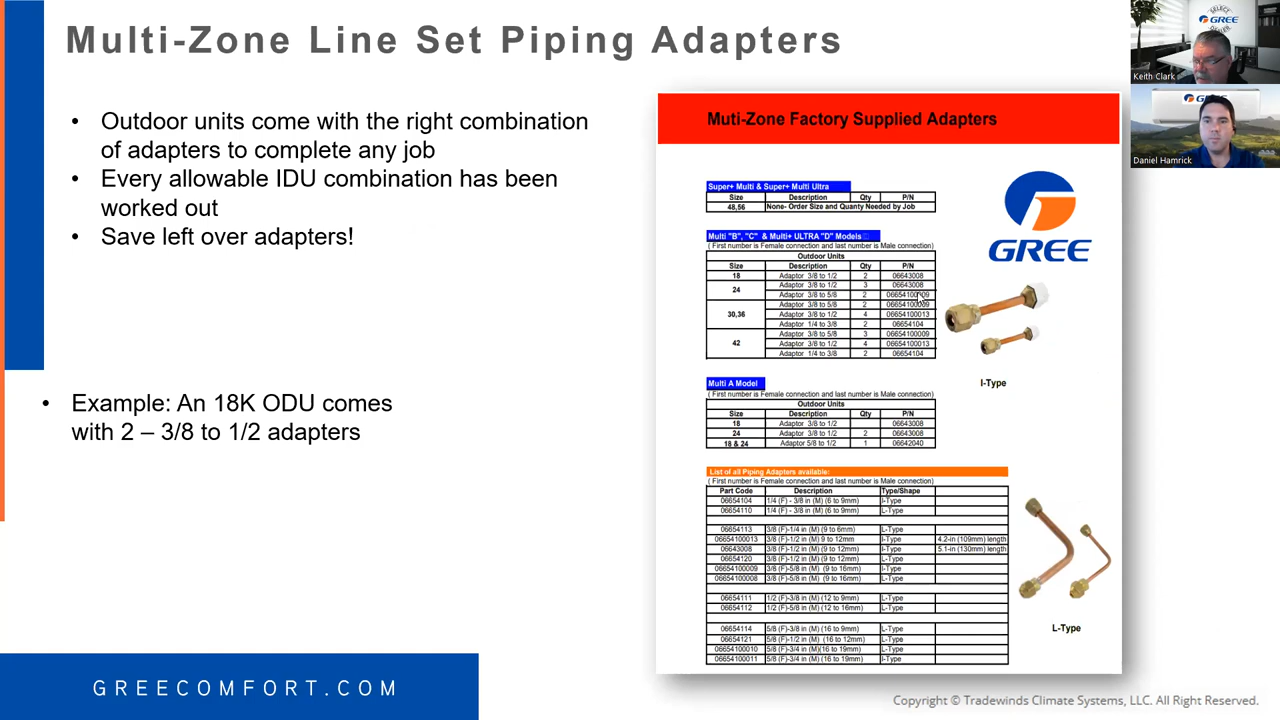 Multi-Zone Line Set Piping Adapters
• Outdoor units come with the right combination
of adapters to complete any job
• Every allowable IDU combination has been
worked out
• Save left over adapters!
• Example: An 18K ODU comes
with 2 – 3/8 to 1/2 adapters
GREECOMFORT.COM
Muti-Zone Factory Supplied Adapters
Super+ Multi & Super+ Multi Ultra
Size Description Qty P/N
48,56 None- Order Size and Quanty Needed by Job
Multi "B", "C" & Multi+ ULTRA "D" Models
( First number is Female connection and last number is Male connection)
Outdoor Units
Size Description Qty P/N
18 Adaptor 3/8 to 1/2 2 06643008
24 Adaptor 3/8 to 1/2 3 06643008
Adaptor 3/8 to 5/8 2 06654100009
30,36 Adaptor 3/8 to 5/8 2 06654100009
Adaptor 3/8 to 1/2 4 06654100013
Adaptor 1/4 to 3/8 2 06654104
42 Adaptor 3/8 to 5/8 3 06654100009
Adaptor 3/8 to 1/2 4 06654100013
Adaptor 1/4 to 3/8 2 06654104
Multi A Model
( First number is Female connection and last number is Male connection)
Outdoor Units
Size Description Qty P/N
18 Adaptor 3/8 to 1/2 06643008
24 Adaptor 3/8 to 1/2 2 06643008
18 & 24 Adaptor 5/8 to 1/2 1 06642040
List of all Piping Adapters available:
(First number is Female connection and last number is Male connection)
Part Code Description Type/Shape
06654104 1/4 (F) - 3/8 in (M) (6 to 9mm) I-Type
06654110 1/4 (F) - 3/8 in (M) (6 to 9mm) L-Type
06654113 3/8 (F)-1/4 in (M) (9 to 6mm) L-Type
06654100013 3/8 (F)-1/2 in (M) 9 to 12mm I-Type 4.2-in (109mm) length
06643008 3/8 (F)-1/2 in (M) (9 to 12mm) I-Type 5.1-in (130mm) length
06654120 3/8 (F)-1/2 in (M) (9 to 12mm) L-Type
06654100009 3/8 (F)-5/8 in (M) (9 to 16mm) I-Type
06654100008 3/8 (F)-5/8 in (M) (9 to 16mm) L-Type
06654111 1/2 (F)-3/8 in (M) (12 to 9mm) L-Type
06654112 1/2 (F)-5/8 in (M) (12 to 16mm) L-Type
06654114 5/8 (F)-3/8 in (M) (16 to 9mm) L-Type
06654121 5/8 (F)-1/2 in (M) (16 to 12mm) L-Type
06654100010 5/8 (F)-3/4 in (M)(16 to 19mm) L-Type
06654100011 5/8 (F)-3/4 in (M) (16 to 19mm) I-Type
GREE
I-Type
L-Type
SELECT
GREE
DEALER
Keith Clark
GREE
Daniel Hamrick
Copyright © Tradewinds Climate Systems, LLC. All Right Reserved.